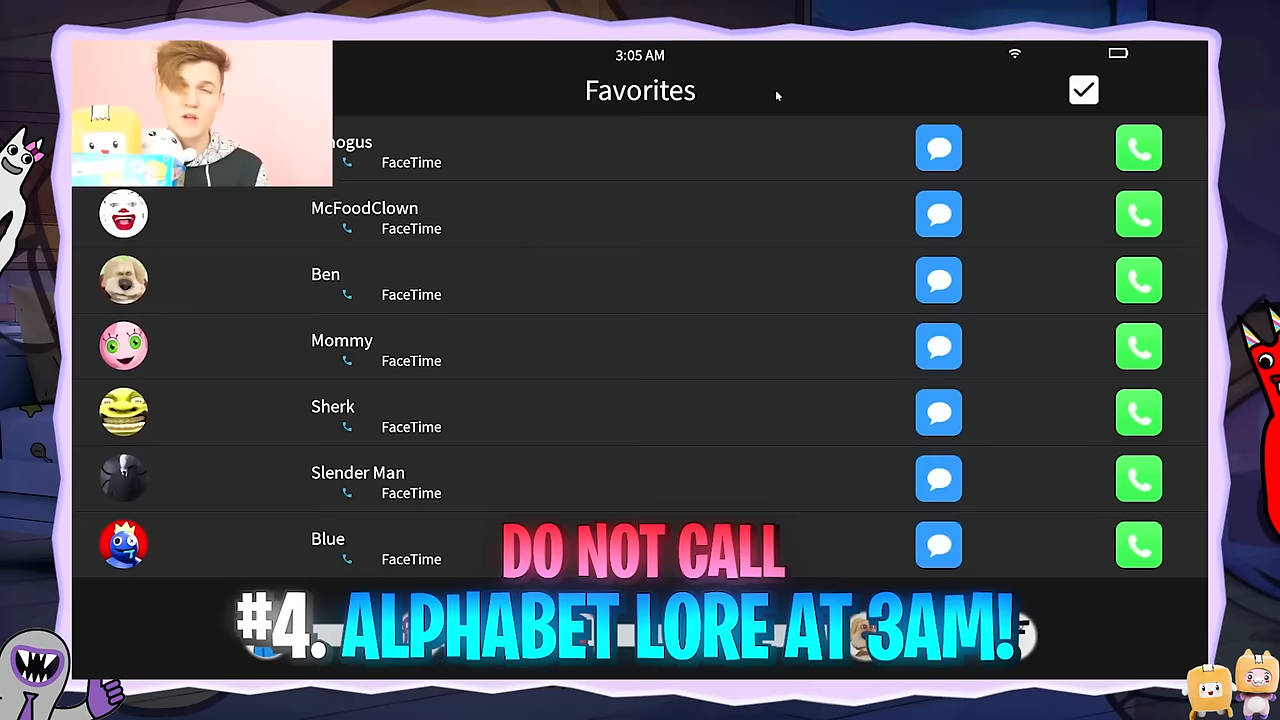 3:05 AM
Favorites
nogus
FaceTime
McFoodClown
FaceTime
Ben
FaceTime
Mommy
FaceTime
Sherk
FaceTime
Slender Man
FaceTime
Blue
FaceTime
DO NOT CALL
#4. ALPHABET LORE AT 3AM!